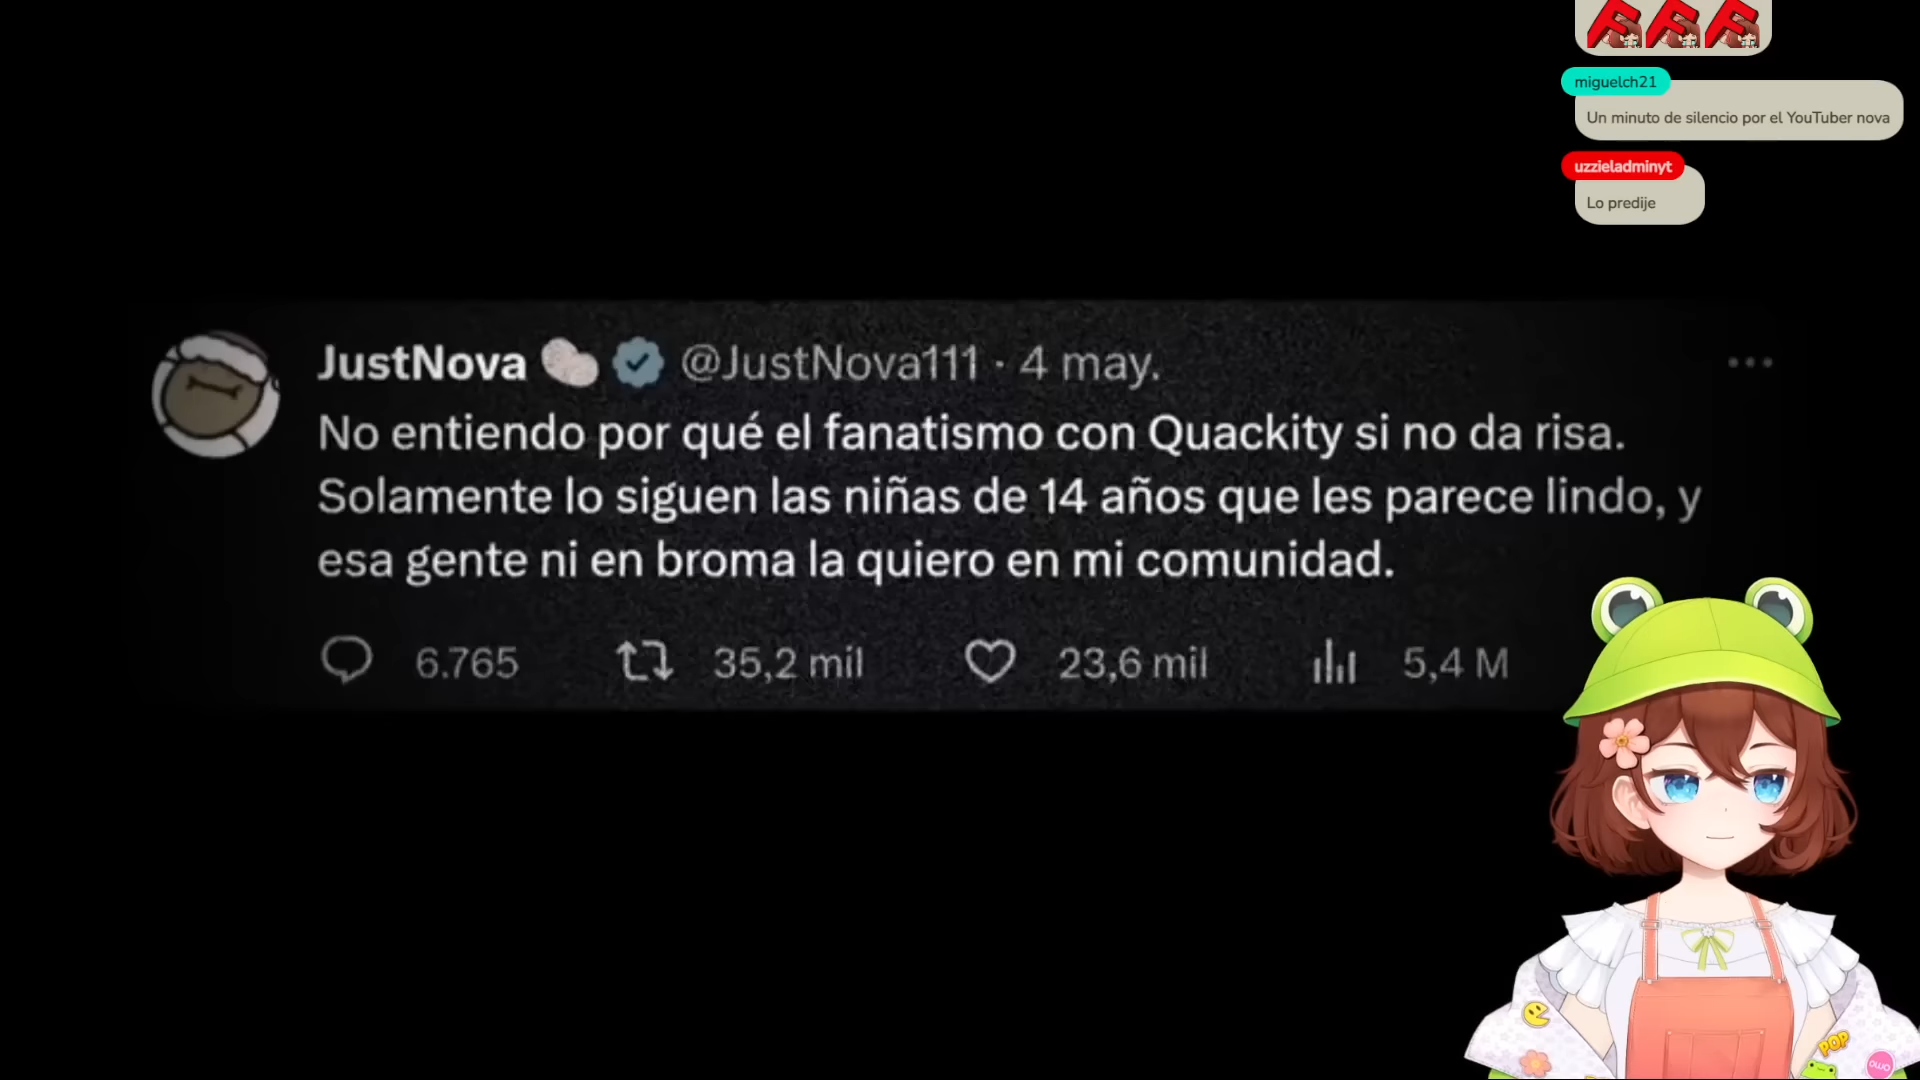 F F F
miguelch21
Un minuto de silencio por el YouTuber nova
uzzieladminyt
Lo predije
JustNova @JustNova111 · 4 may.
No entiendo por qué el fanatismo con Quackity si no da risa.
Solamente lo siguen las niñas de 14 años que les parece lindo, y
esa gente ni en broma la quiero en mi comunidad.
6.765 35,2 mil 23,6 mil 5,4 M
POP
OWO